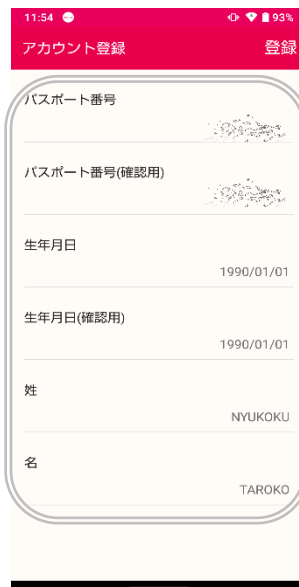 11:54 93%
アカウント登録 登録
パスポート番号
パスポート番号(確認用)
生年月日
1990/01/01
生年月日(確認用)
1990/01/01
姓
NYUKOKU
名
TAROKO